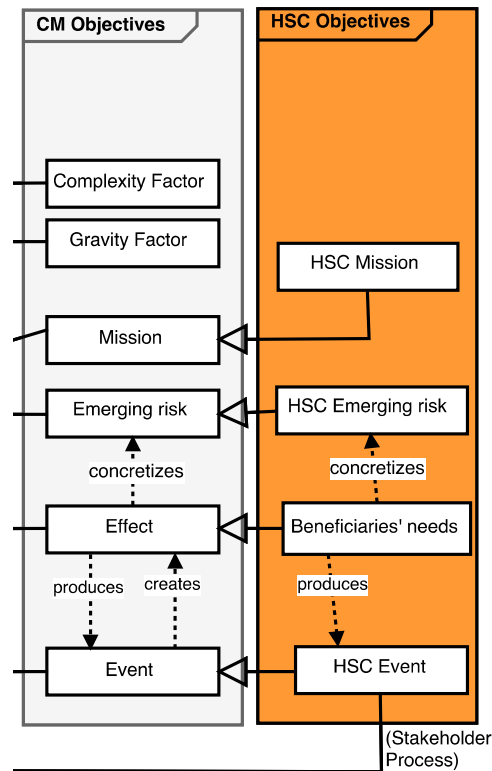 CM Objectives
HSC Objectives
Complexity Factor
Gravity Factor
HSC Mission
Mission
Emerging risk
HSC Emerging risk
concretizes
concretizes
Effect
Beneficiaries' needs
produces
creates
produces
Event
HSC Event
(Stakeholder
Process)